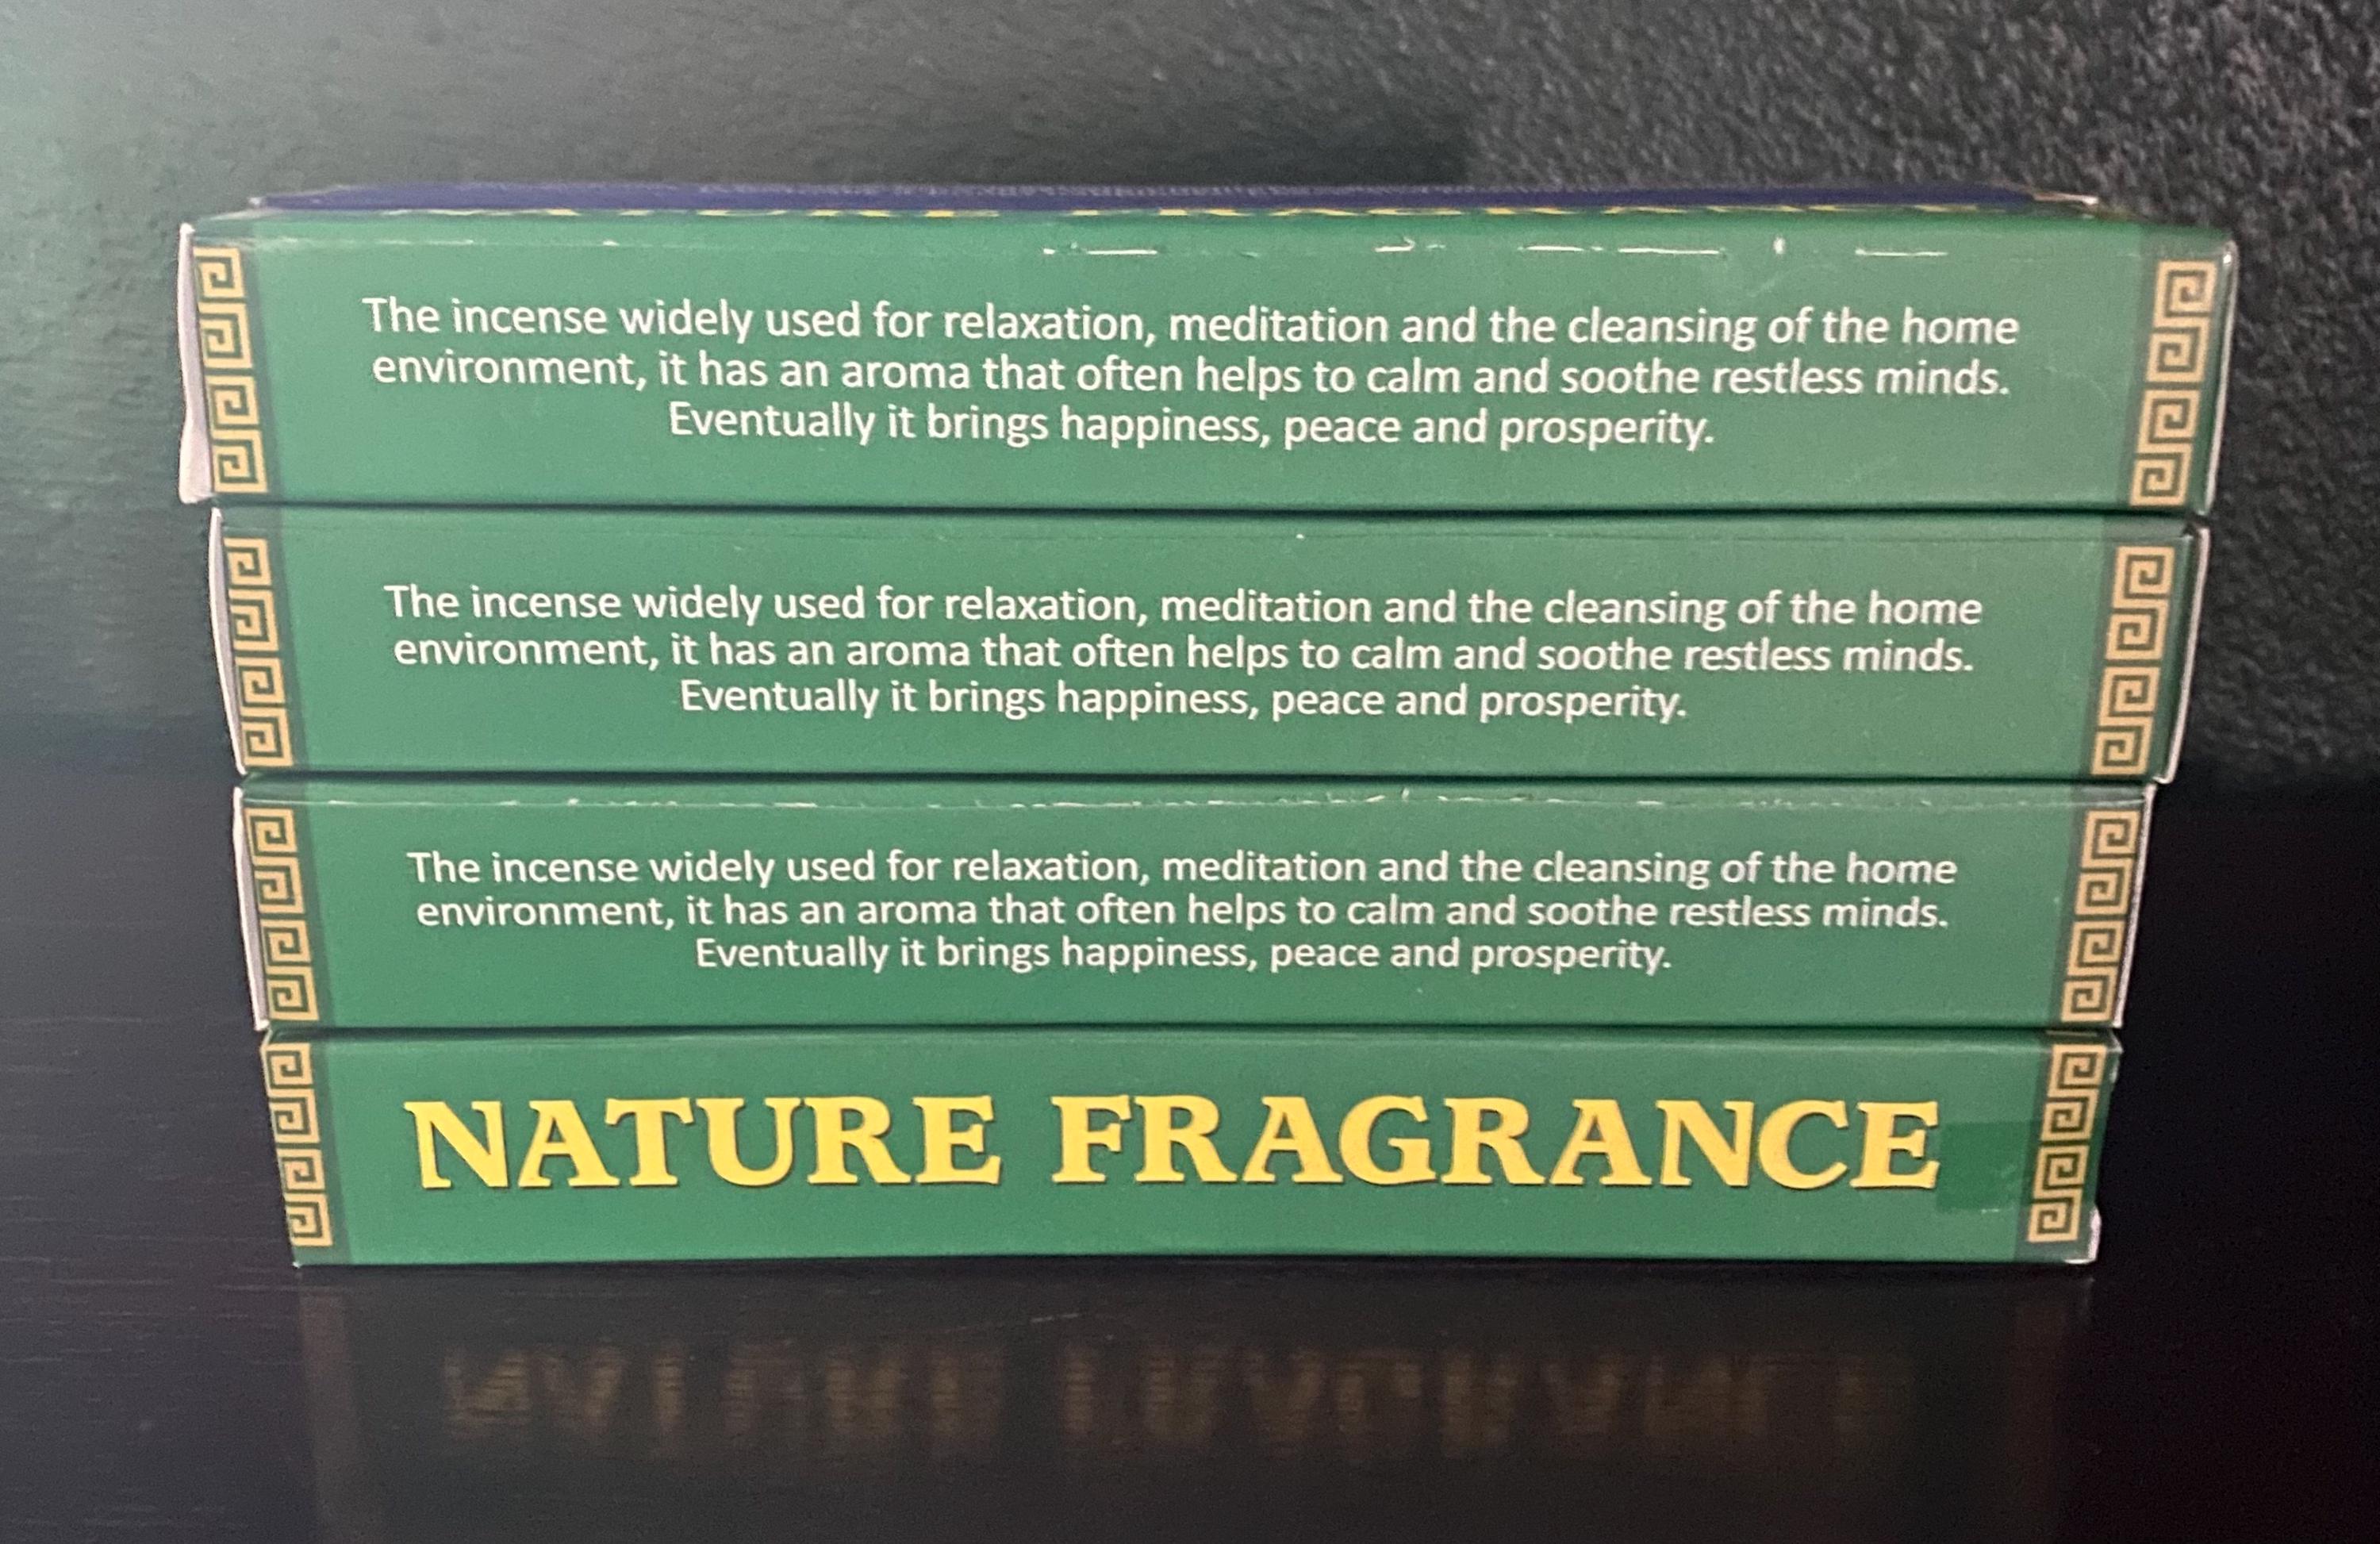 The incense widely used for relaxation, meditation and the cleansing of the home
environment, it has an aroma that often helps to calm and soothe restless minds.
Eventually it brings happiness, peace and prosperity.
The incense widely used for relaxation, meditation and the cleansing of the home
environment, it has an aroma that often helps to calm and soothe restless minds.
Eventually it brings happiness, peace and prosperity.
The incense widely used for relaxation, meditation and the cleansing of the home
environment, it has an aroma that often helps to calm and soothe restless minds.
Eventually it brings happiness, peace and prosperity.
NATURE FRAGRANCE